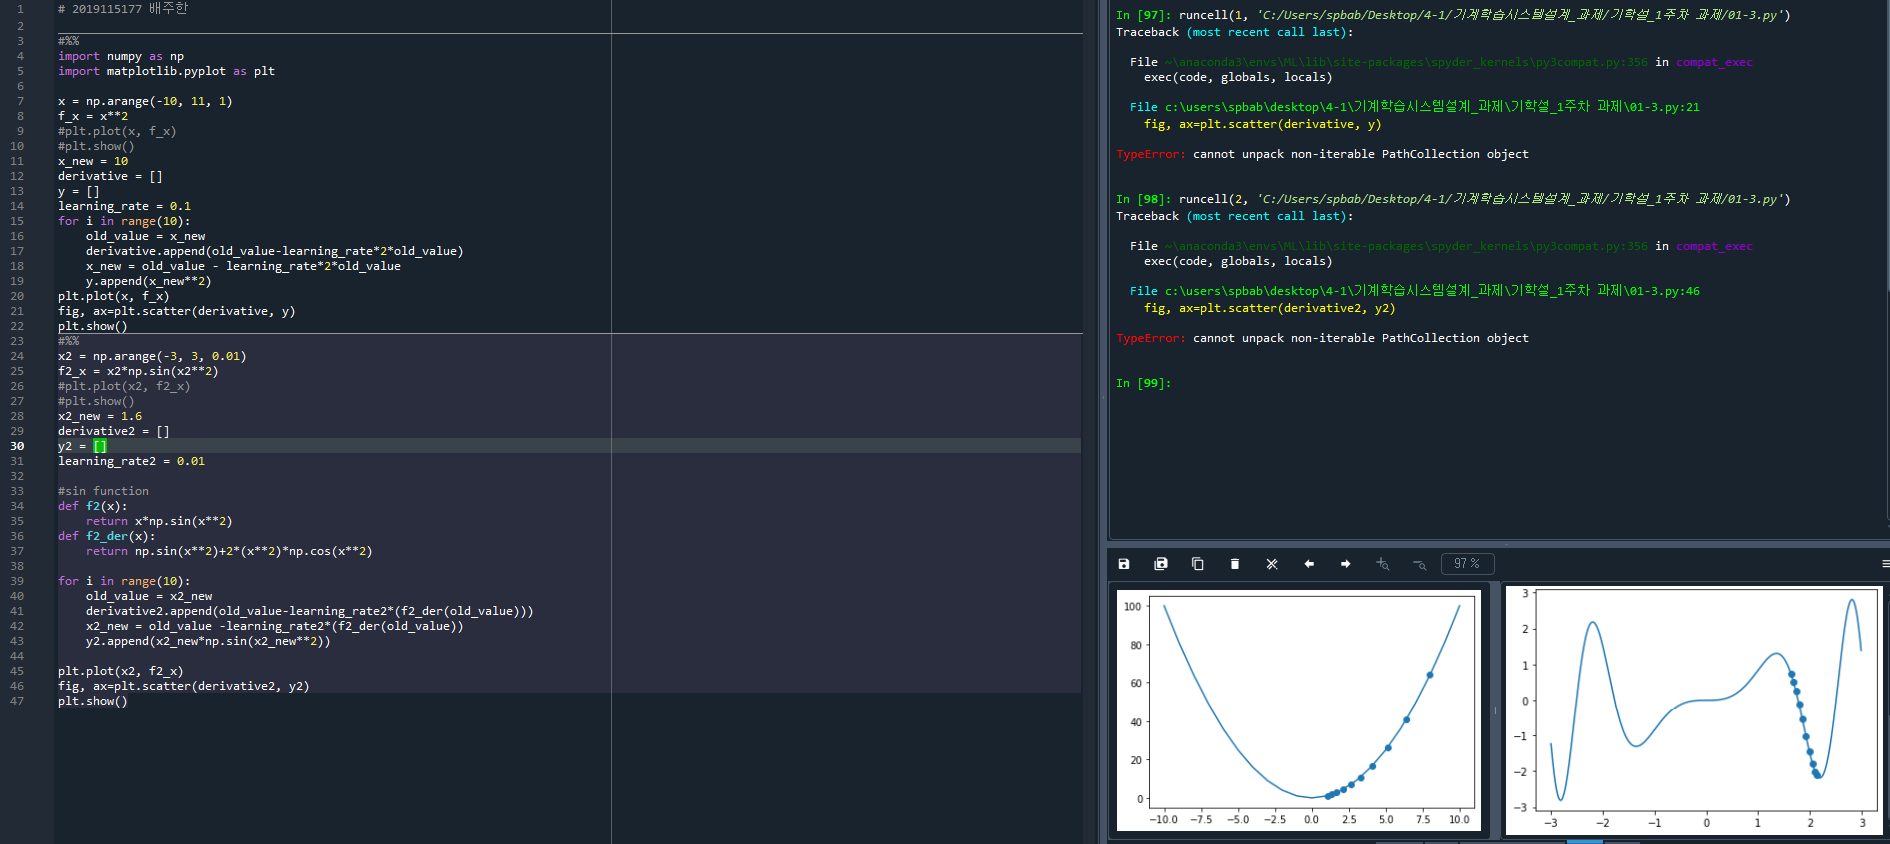 1 # 2019115177 배주한
2
3 #%%
4 import numpy as np
5 import matplotlib.pyplot as plt
6
7 x = np.arange(-10, 11, 1)
8 f_x = x**2
9 #plt.plot(x, f_x)
10 #plt.show()
11 x_new = 10
12 derivative = []
13 y = []
14 learning_rate = 0.1
15 for i in range(10):
16     old_value = x_new
17     derivative.append(old_value-learning_rate*2*old_value)
18     x_new = old_value - learning_rate*2*old_value
19     y.append(x_new**2)
20 plt.plot(x, f_x)
21 fig, ax=plt.scatter(derivative, y)
22 plt.show()
23 #%%
24 x2 = np.arange(-3, 3, 0.01)
25 f2_x = x2*np.sin(x2**2)
26 #plt.plot(x2, f2_x)
27 #plt.show()
28 x2_new = 1.6
29 derivative2 = []
30 y2 = []
31 learning_rate2 = 0.01
32
33 #sin function
34 def f2(x):
35     return x*np.sin(x**2)
36 def f2_der(x):
37     return np.sin(x**2)+2*(x**2)*np.cos(x**2)
38
39 for i in range(10):
40     old_value = x2_new
41     derivative2.append(old_value-learning_rate2*(f2_der(old_value)))
42     x2_new = old_value -learning_rate2*(f2_der(old_value))
43     y2.append(x2_new*np.sin(x2_new**2))
44
45 plt.plot(x2, f2_x)
46 fig, ax=plt.scatter(derivative2, y2)
47 plt.show()
In [97]: runcell(1, 'C:/Users/spbab/Desktop/4-1/기계학습시스템설계_과제/기학설_1주차 과제/01-3.py')
Traceback (most recent call last):
File ~\anaconda3\envs\ML\lib\site-packages\spyder_kernels\py3compat.py:356 in compat_exec
exec(code, globals, locals)
File c:\users\spbab\desktop\4-1\기계학습시스템설계_과제\기학설_1주차 과제\01-3.py:21
fig, ax=plt.scatter(derivative, y)
TypeError: cannot unpack non-iterable PathCollection object
In [98]: runcell(2, 'C:/Users/spbab/Desktop/4-1/기계학습시스템설계_과제/기학설_1주차 과제/01-3.py')
Traceback (most recent call last):
File ~\anaconda3\envs\ML\lib\site-packages\spyder_kernels\py3compat.py:356 in compat_exec
exec(code, globals, locals)
File c:\users\spbab\desktop\4-1\기계학습시스템설계_과제\기학설_1주차 과제\01-3.py:46
fig, ax=plt.scatter(derivative2, y2)
TypeError: cannot unpack non-iterable PathCollection object
In [99]:
97 %
100
80
60
40
20
0
−10.0 −7.5 −5.0 −2.5 0.0 2.5 5.0 7.5 10.0
3
2
1
0
−1
−2
−3
−3 −2 −1 0 1 2 3